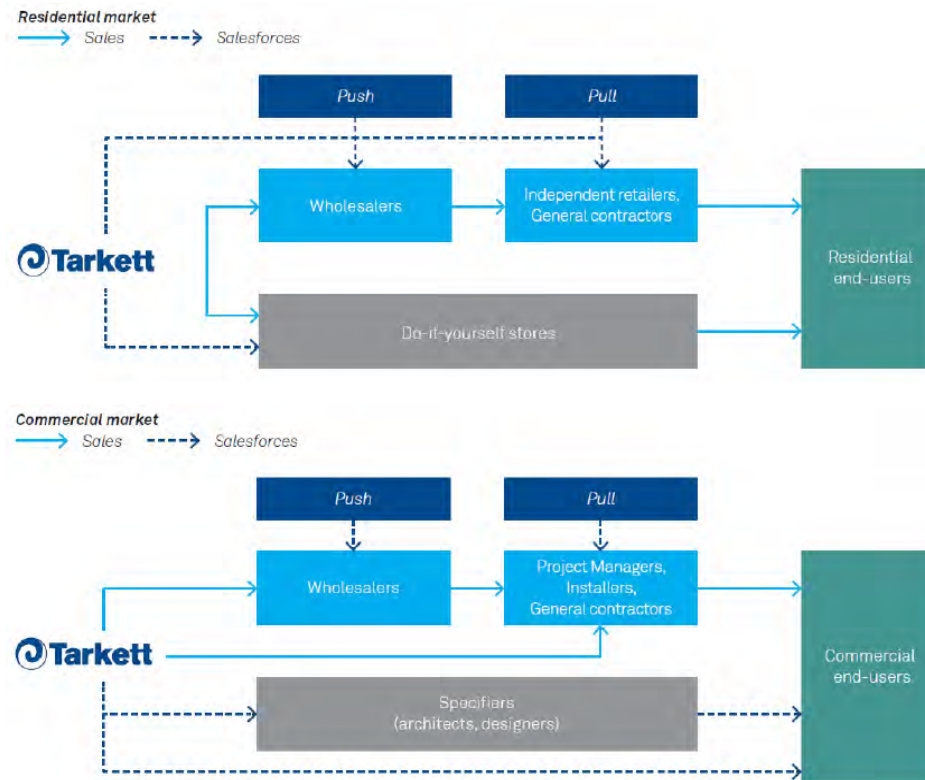 Residential market
Sales
Salesforces
Push
Pull
Wholesalers
Independent retailers,
General contractors
Tarkett
Residential
end-users
Do-it-yourself stores
Commercial market
Sales
Salesforces
Push
Pull
Wholesalers
Project Managers,
Installers,
General contractors
Tarkett
Commercial
end-users
Specifiers
(architects, designers)